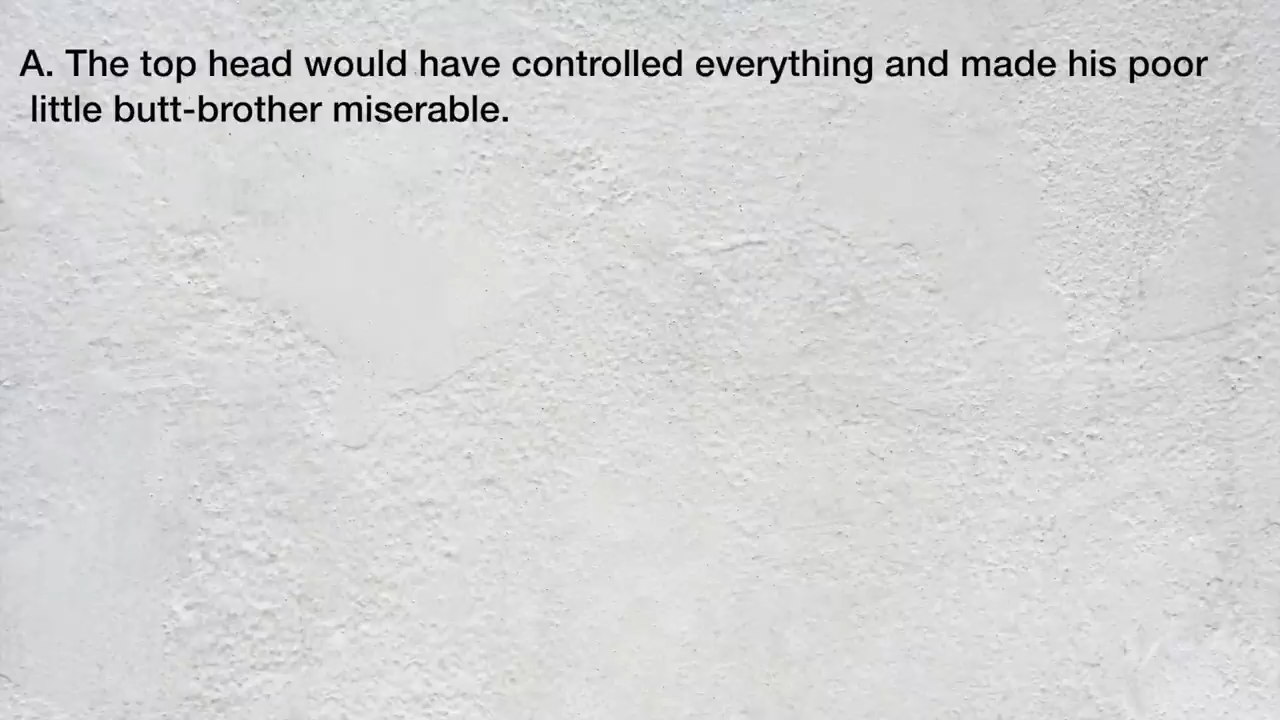 A. The top head would have controlled everything and made his poor
little butt-brother miserable.